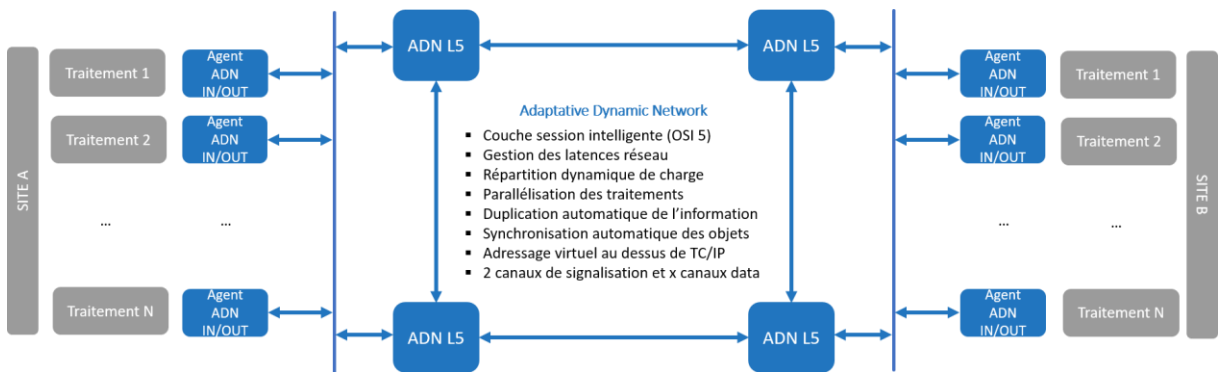 SITE A
Traitement 1
Agent
ADN
IN/OUT
Traitement 2
Agent
ADN
IN/OUT
...
...
Traitement N
Agent
ADN
IN/OUT
ADN L5
ADN L5
Adaptative Dynamic Network
▪ Couche session intelligente (OSI 5)
▪ Gestion des latences réseau
▪ Répartition dynamique de charge
▪ Parallélisation des traitements
▪ Duplication automatique de l’information
▪ Synchronisation automatique des objets
▪ Adressage virtuel au dessus de TC/IP
▪ 2 canaux de signalisation et x canaux data
ADN L5
ADN L5
Agent
ADN
IN/OUT
Traitement 1
Agent
ADN
IN/OUT
Traitement 2
...
...
Agent
ADN
IN/OUT
Traitement N
SITE B